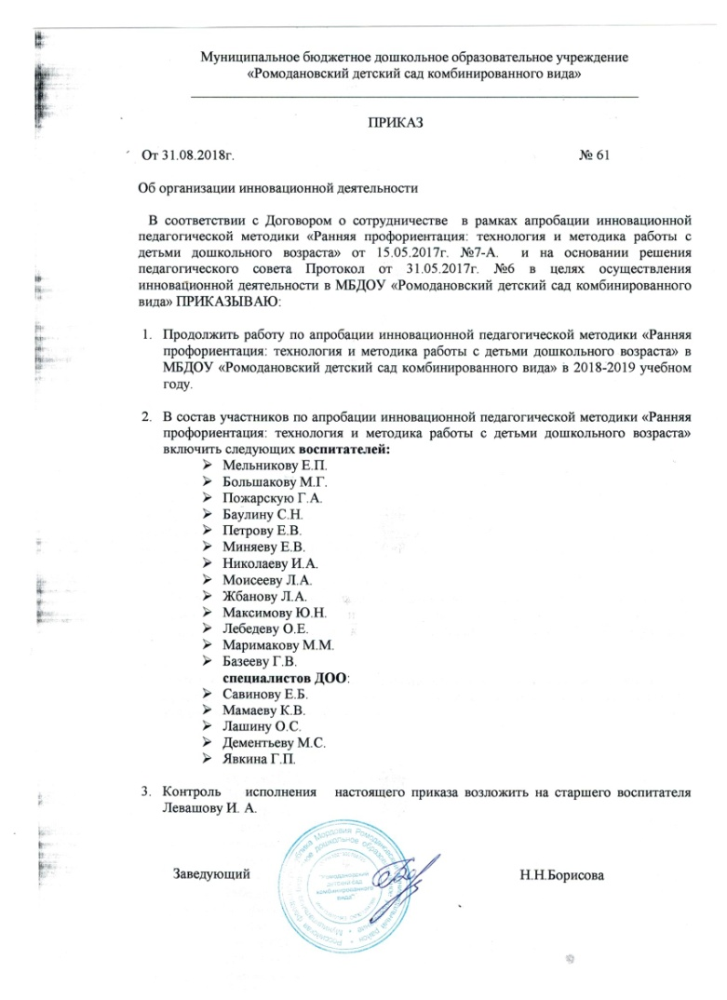 Муниципальное бюджетное дошкольное образовательное учреждение
«Ромодановский детский сад комбинированного вида»
ПРИКАЗ
От 31.08.2018г. № 61
Об организации инновационной деятельности
В соответствии с Договором о сотрудничестве в рамках апробации инновационной
педагогической методики «Ранняя профориентация: технология и методика работы с
детьми дошкольного возраста» от 15.05.2017г. №7-А. и на основании решения
педагогического совета Протокол от 31.05.2017г. №6 в целях осуществления
инновационной деятельности в МБДОУ «Ромодановский детский сад комбинированного
вида» ПРИКАЗЫВАЮ:
1. Продолжить работу по апробации инновационной педагогической методики «Ранняя
профориентация: технология и методика работы с детьми дошкольного возраста» в
МБДОУ «Ромодановский детский сад комбинированного вида» в 2018-2019 учебном
году.
2. В состав участников по апробации инновационной педагогической методики «Ранняя
профориентация: технология и методика работы с детьми дошкольного возраста»
включить следующих воспитателей:
➢ Мельникову Е.П.
➢ Большакову М.Г.
➢ Пожарскую Г.А.
➢ Баулину С.Н.
➢ Петрову Е.В.
➢ Миняеву Е.В.
➢ Николаеву И.А.
➢ Моисееву Л.А.
➢ Жбанову Л.А.
➢ Максимову Ю.Н.
➢ Лебедеву О.Е.
➢ Маримакову М.М.
➢ Базееву Г.В.
специалистов ДОО:
➢ Савинову Е.Б.
➢ Мамаеву К.В.
➢ Лашину О.С.
➢ Дементьеву М.С.
➢ Явкина Г.П.
3. Контроль исполнения настоящего приказа возложить на старшего воспитателя
Левашову И. А.
Заведующий Н.Н.Борисова
"Ромодановский
детский сад
комбинированного
вида"